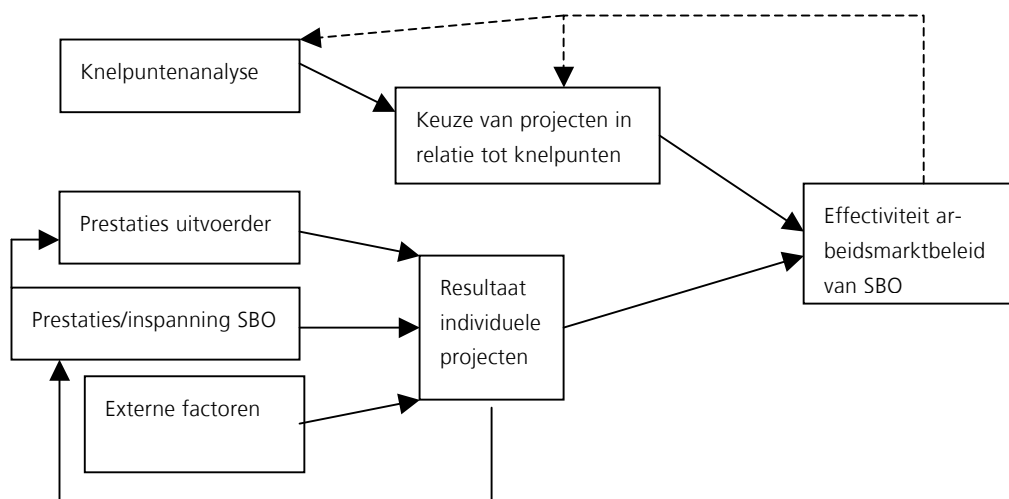 Knelpuntenanalyse
Keuze van projecten in
relatie tot knelpunten
Prestaties uitvoerder
Effectiviteit ar-
beidsmarktbeleid
van SBO
Prestaties/inspanning SBO
Resultaat
individuele
projecten
Externe factoren